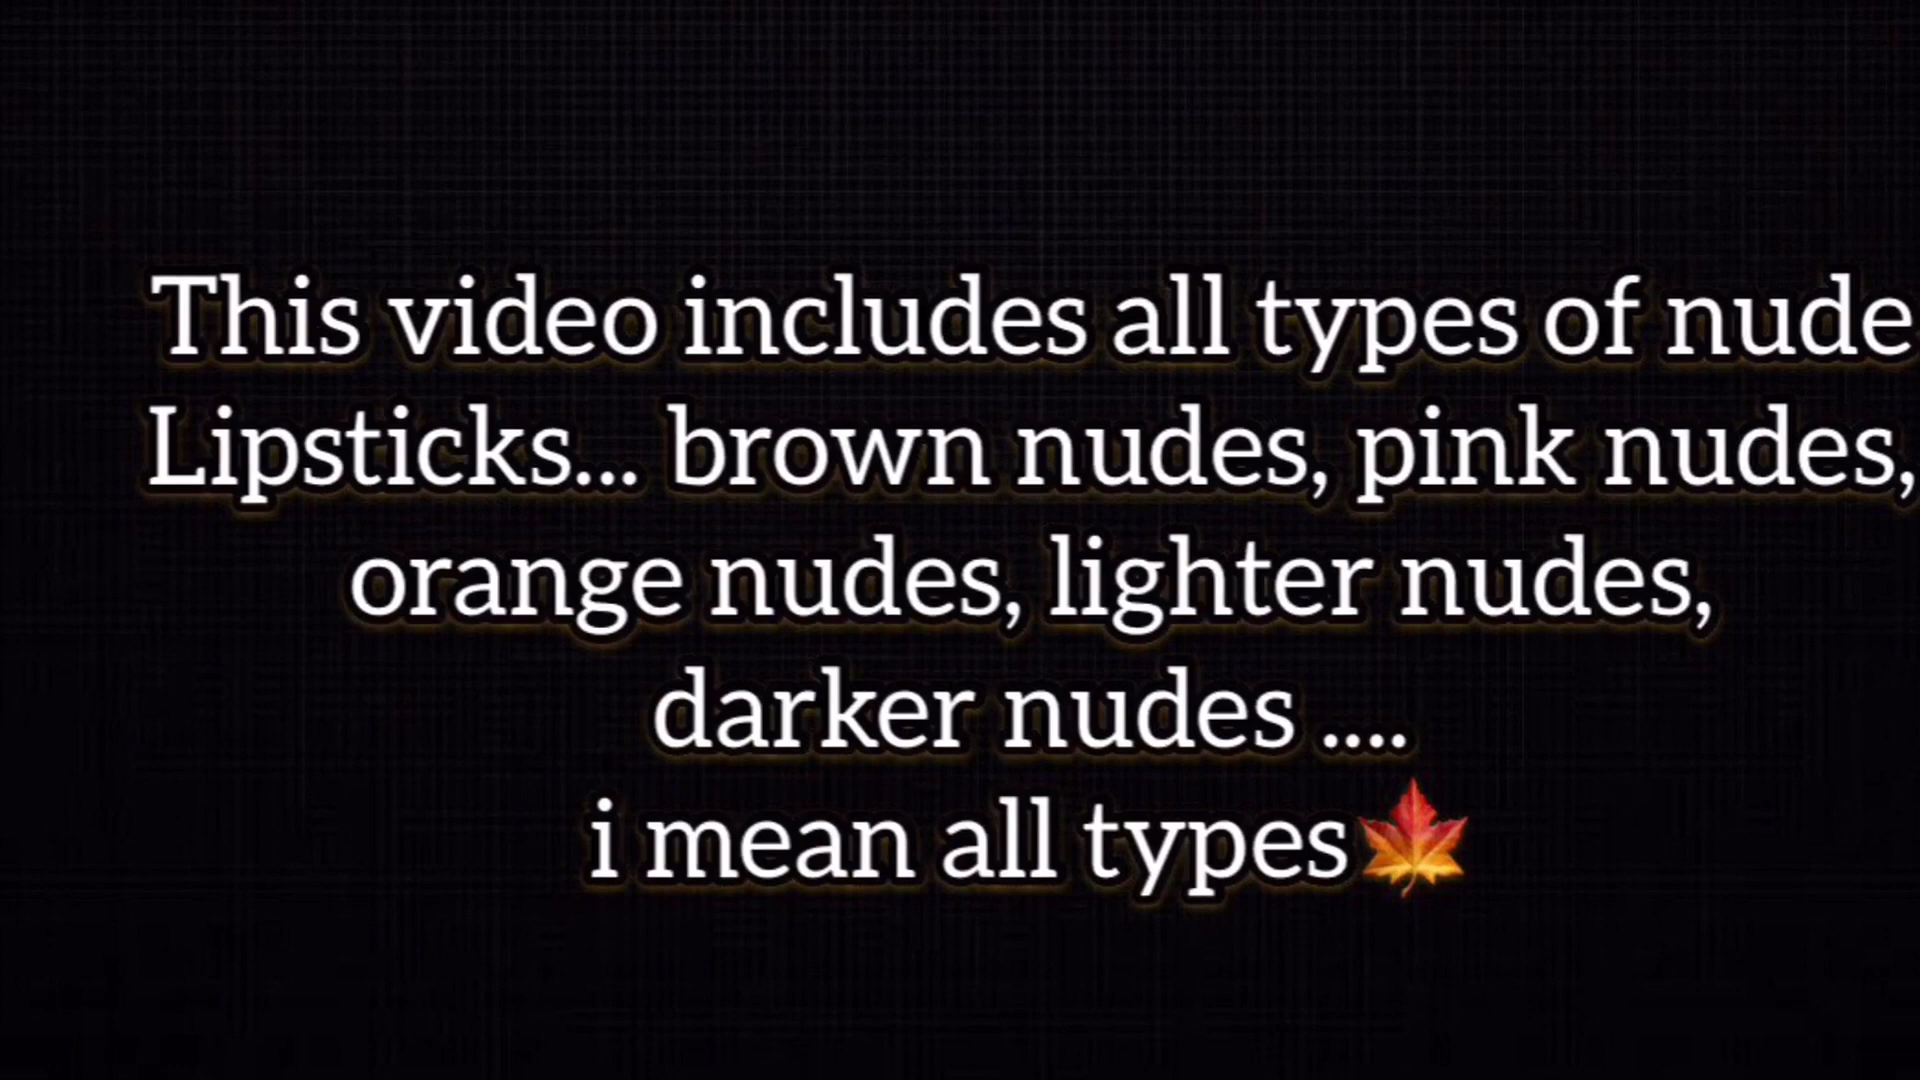 This video includes all types of nude
Lipsticks... brown nudes, pink nudes,
orange nudes, lighter nudes,
darker nudes ....
i mean all types🍁